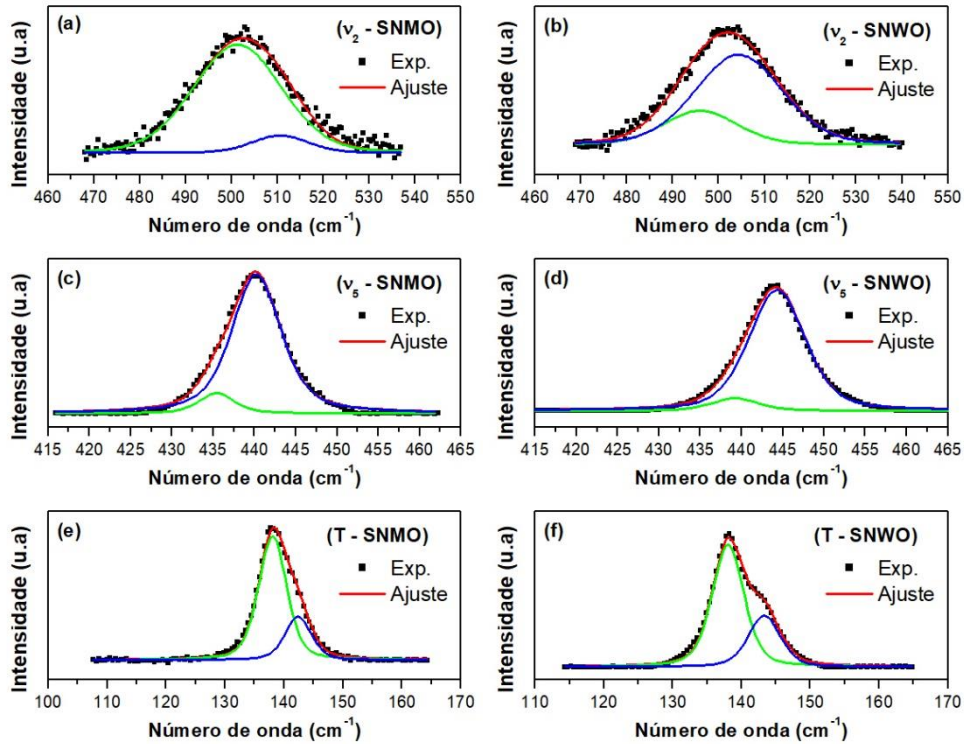 (a) (ν2 - SNMO)
Exp.
Ajuste
Intensidade (u.a)
460 470 480 490 500 510 520 530 540 550
Número de onda (cm-1)
(b) (ν2 - SNWO)
Exp.
Ajuste
Intensidade (u.a)
460 470 480 490 500 510 520 530 540 550
Número de onda (cm-1)
(c) (ν5 - SNMO)
Exp.
Ajuste
Intensidade (u.a)
415 420 425 430 435 440 445 450 455 460 465
Número de onda (cm-1)
(d) (ν5 - SNWO)
Exp.
Ajuste
Intensidade (u.a)
415 420 425 430 435 440 445 450 455 460 465
Número de onda (cm-1)
(e) (T - SNMO)
Exp.
Ajuste
Intensidade (u.a)
100 110 120 130 140 150 160 170
Número de onda (cm-1)
(f) (T - SNWO)
Exp.
Ajuste
Intensidade (u.a)
110 120 130 140 150 160 170
Número de onda (cm-1)